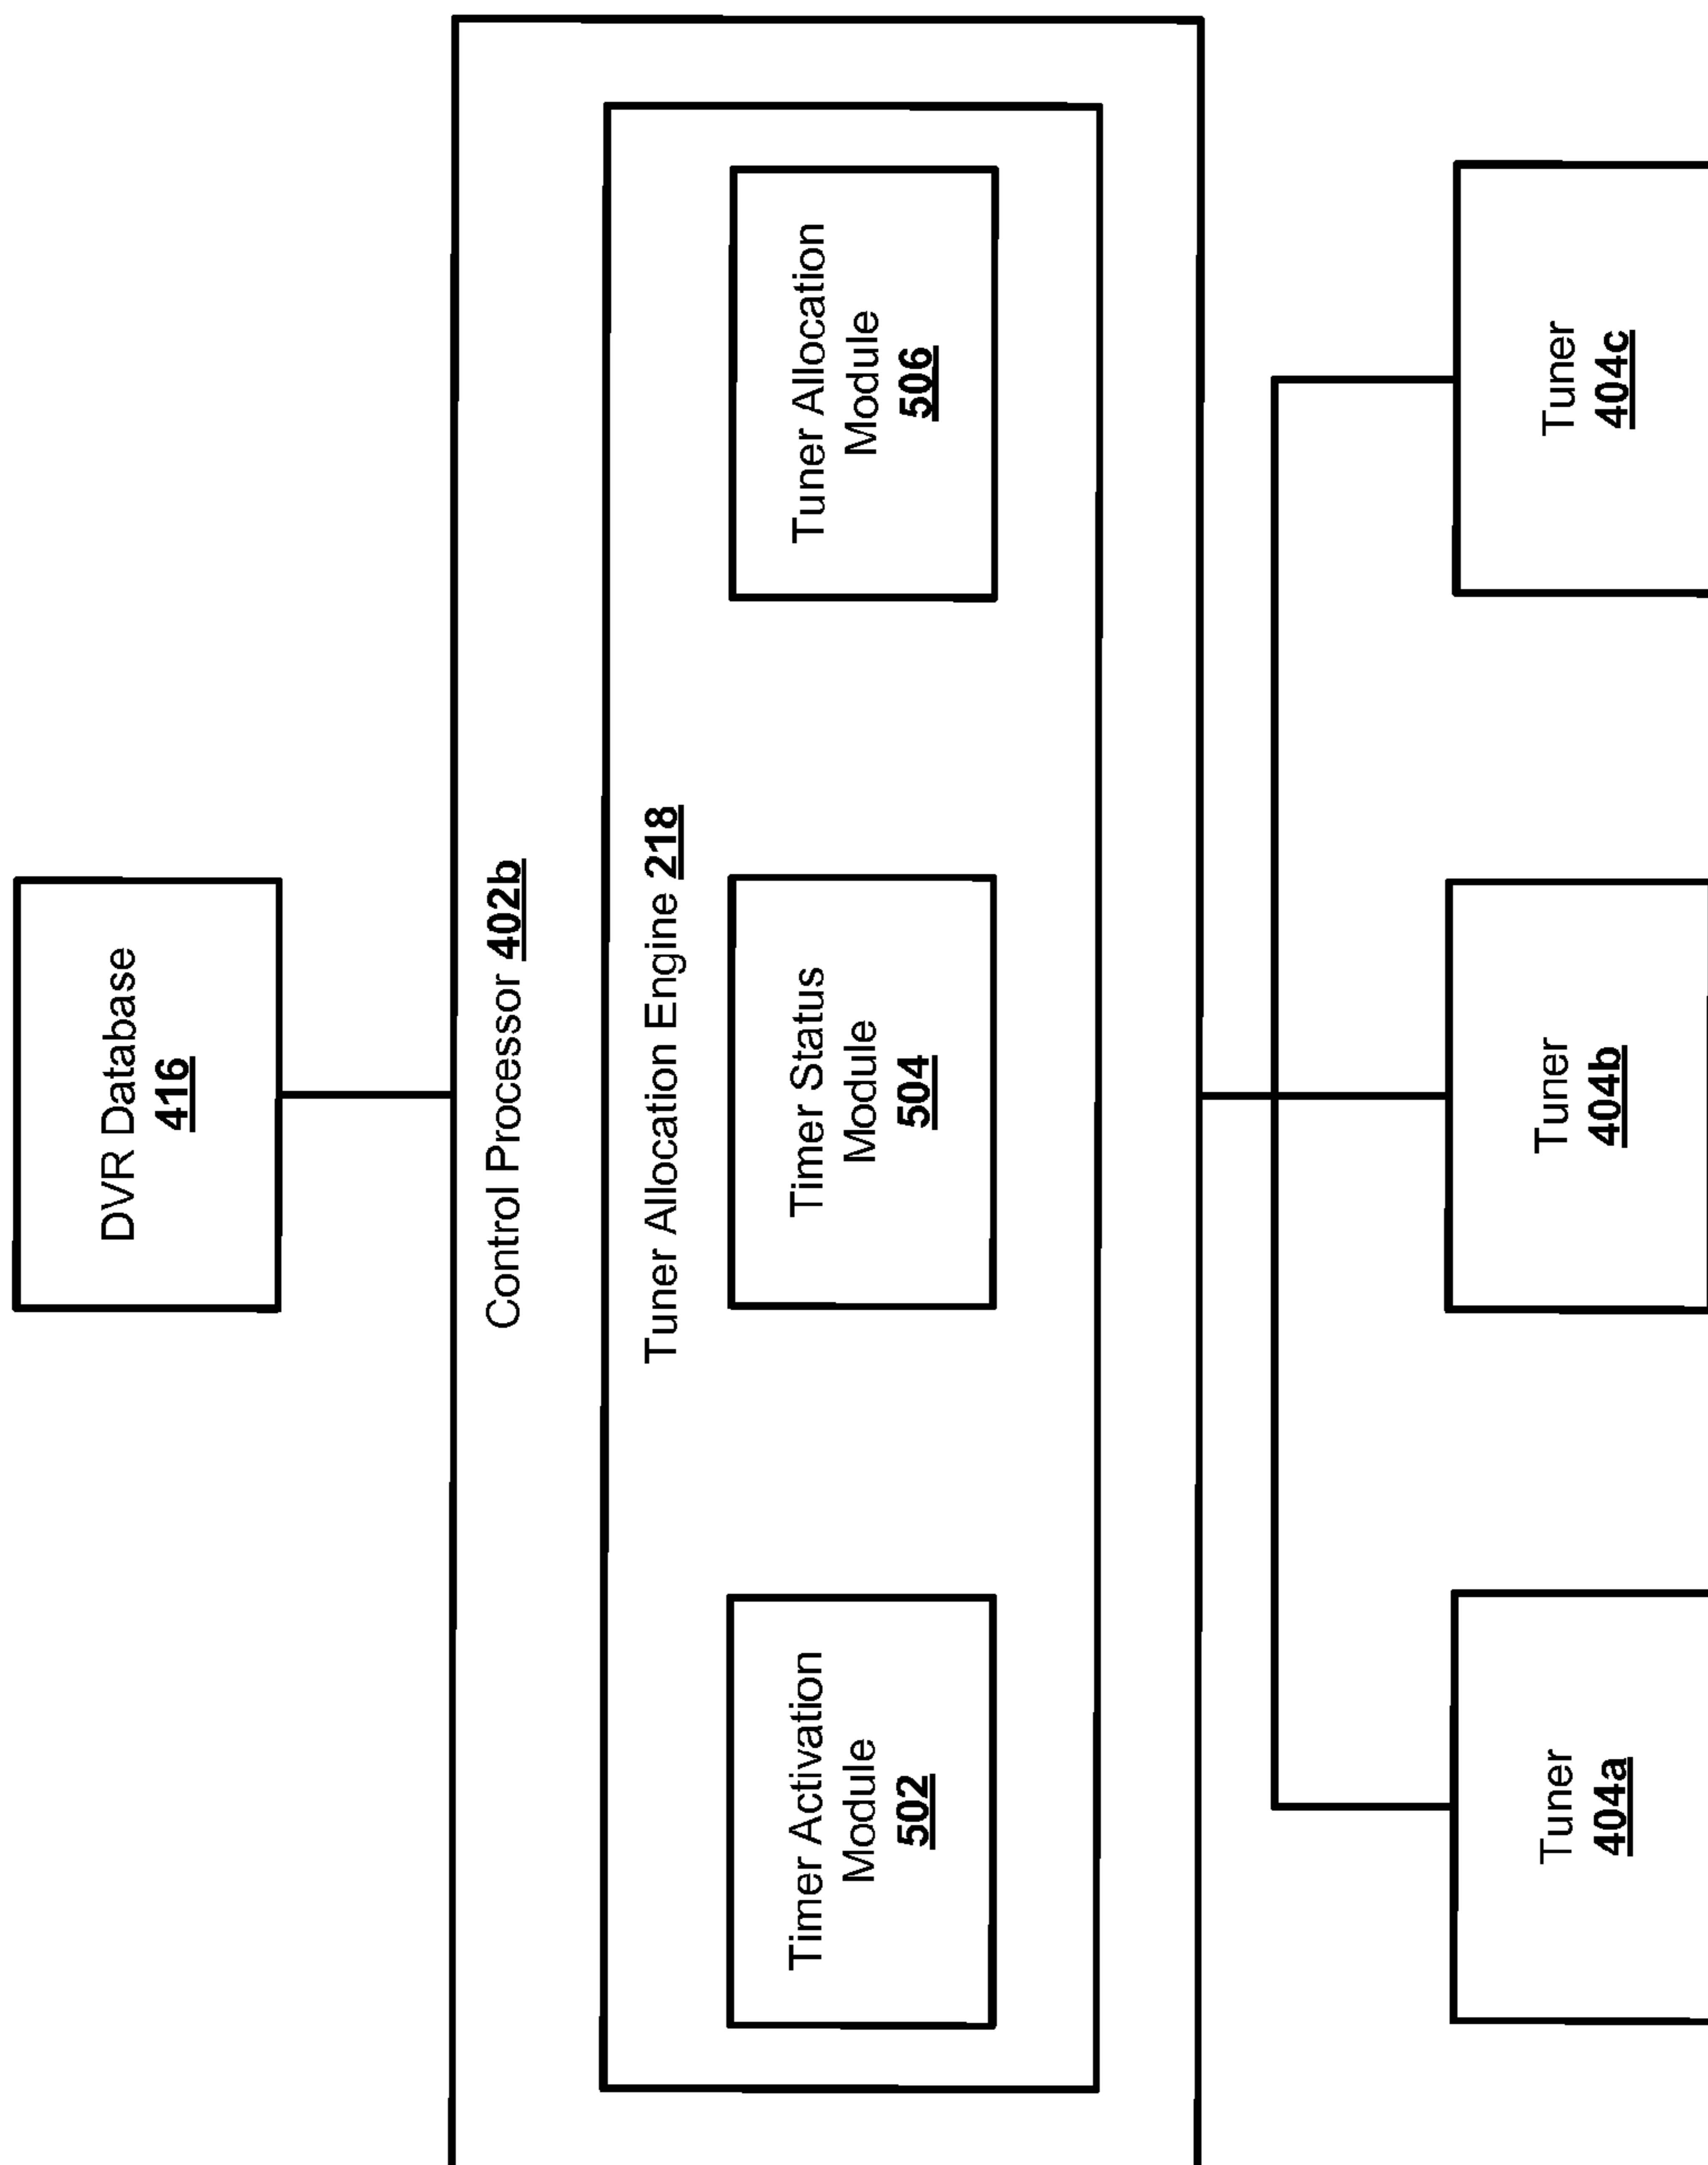 DVR Database
416
Control Processor 402b
Tuner Allocation Engine 218
Timer Activation
Module
502
Timer Status
Module
504
Tuner Allocation
Module
506
Tuner
404a
Tuner
404b
Tuner
404c